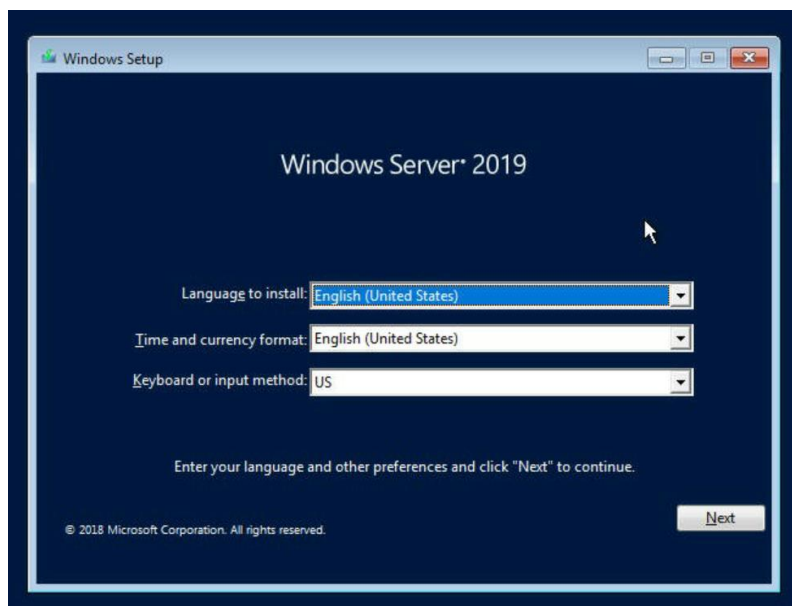 Windows Setup
Windows Server® 2019
Language to install: English (United States)
Time and currency format: English (United States)
Keyboard or input method: US
Enter your language and other preferences and click "Next" to continue.
© 2018 Microsoft Corporation. All rights reserved.
Next